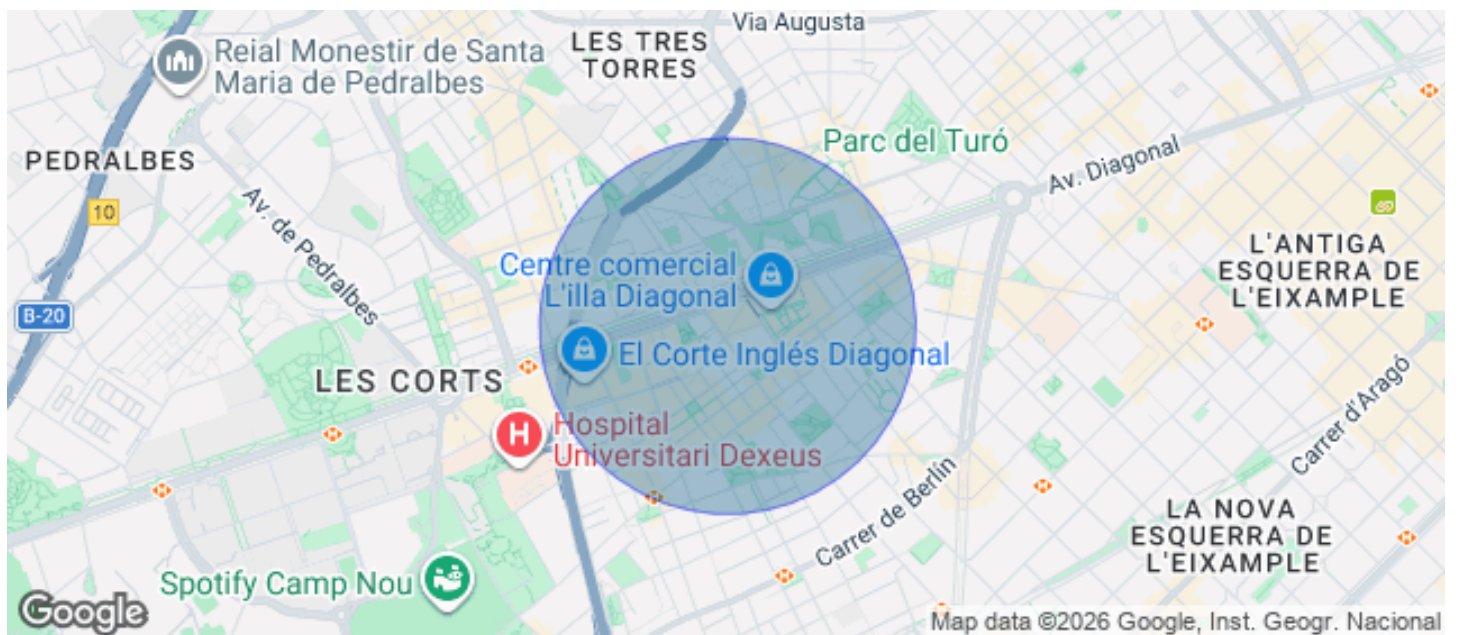 Via Augusta
Reial Monestir de Santa
Maria de Pedralbes
LES TRES
TORRES
Parc del Turó
PEDRALBES
Av. Diagonal
10
Av. de Pedralbes
L'ANTIGA
ESQUERRA DE
L'EIXAMPLE
Centre comercial
L'illa Diagonal
B-20
El Corte Inglés Diagonal
LES CORTS
Carrer d'Aragó
H
Hospital
Universitari Dexeus
Carrer de Berlín
LA NOVA
ESQUERRA DE
L'EIXAMPLE
Spotify Camp Nou
Google
Map data ©2026 Google, Inst. Geogr. Nacional